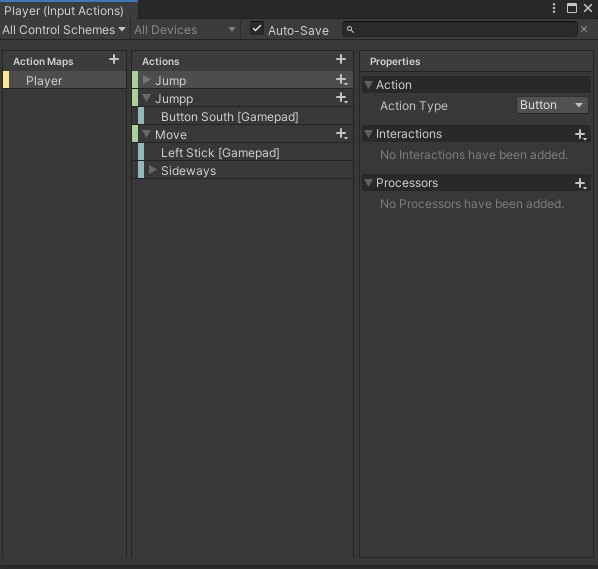 Player (Input Actions)
All Control Schemes All Devices Auto-Save
Action Maps
Player
Actions
Jump
Jumpp
Button South [Gamepad]
Move
Left Stick [Gamepad]
Sideways
Properties
Action
Action Type Button
Interactions
No Interactions have been added.
Processors
No Processors have been added.